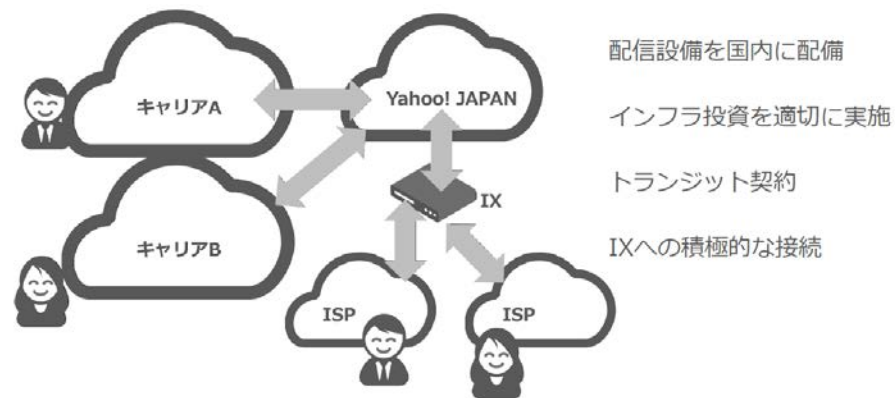 キャリアA
Yahoo! JAPAN
キャリアB
IX
ISP
ISP
配信設備を国内に配備
インフラ投資を適切に実施
トランジット契約
IXへの積極的な接続